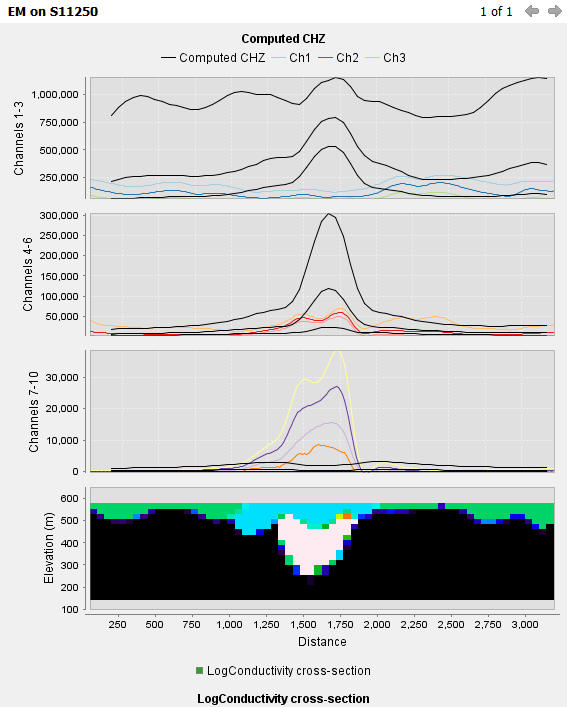 EM on S11250
1 of 1
Computed CHZ
Computed CHZ Ch1 Ch2 Ch3
Channels 1-3
1,000,000
750,000
500,000
250,000
Channels 4-6
300,000
250,000
200,000
150,000
100,000
50,000
Channels 7-10
30,000
20,000
10,000
0
Elevation (m)
600
500
400
300
200
100
250 500 750 1,000 1,250 1,500 1,750 2,000 2,250 2,500 2,750 3,000
Distance
LogConductivity cross-section
LogConductivity cross-section